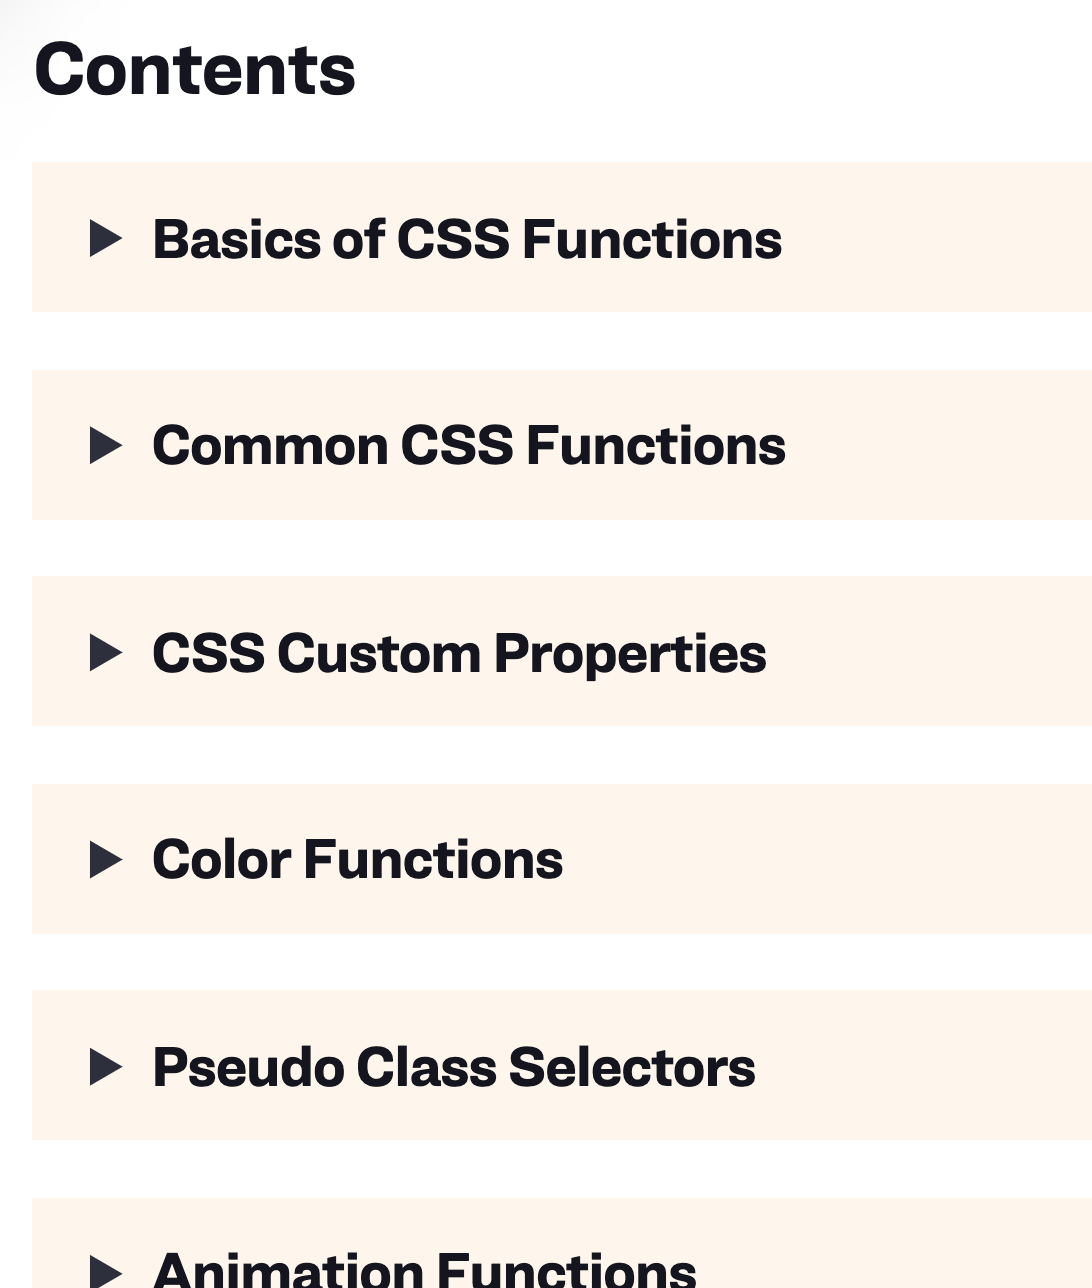 Contents
Basics of CSS Functions
Common CSS Functions
CSS Custom Properties
Color Functions
Pseudo Class Selectors
Animation Functions